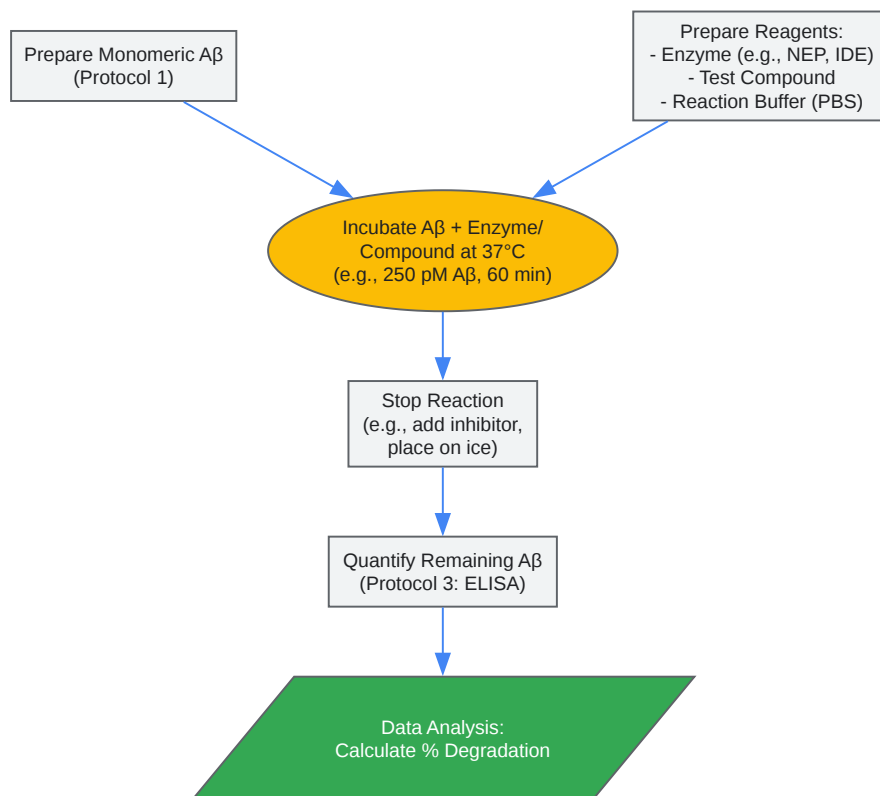 Prepare Monomeric Aβ
(Protocol 1)
Prepare Reagents:
- Enzyme (e.g., NEP, IDE)
- Test Compound
- Reaction Buffer (PBS)
Incubate Aβ + Enzyme/
Compound at 37°C
(e.g., 250 pM Aβ, 60 min)
Stop Reaction
(e.g., add inhibitor,
place on ice)
Quantify Remaining Aβ
(Protocol 3: ELISA)
Data Analysis:
Calculate % Degradation